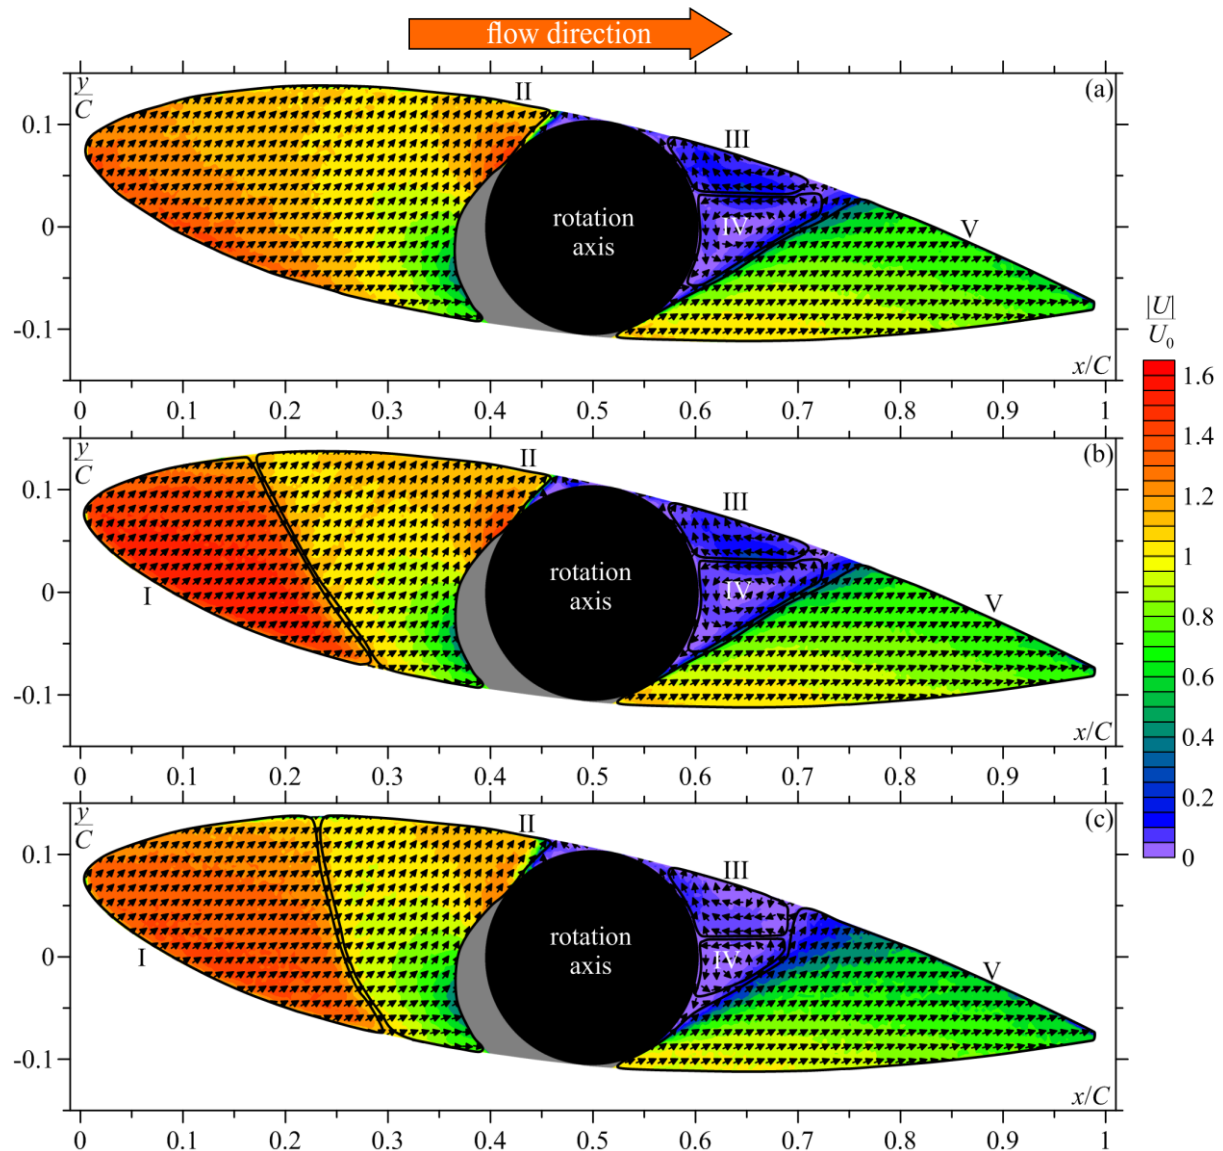 flow direction
y/C
(a)
II
III
0.1
rotation
axis
IV
V
0
-0.1
x/C
0 0.1 0.2 0.3 0.4 0.5 0.6 0.7 0.8 0.9 1
|U|
U0
1.6
1.4
1.2
1
0.8
0.6
0.4
0.2
0
y/C
(b)
II
III
0.1
rotation
axis
IV
V
I
0
-0.1
x/C
0 0.1 0.2 0.3 0.4 0.5 0.6 0.7 0.8 0.9 1
y/C
(c)
II
III
0.1
rotation
axis
IV
V
I
0
-0.1
x/C
0 0.1 0.2 0.3 0.4 0.5 0.6 0.7 0.8 0.9 1